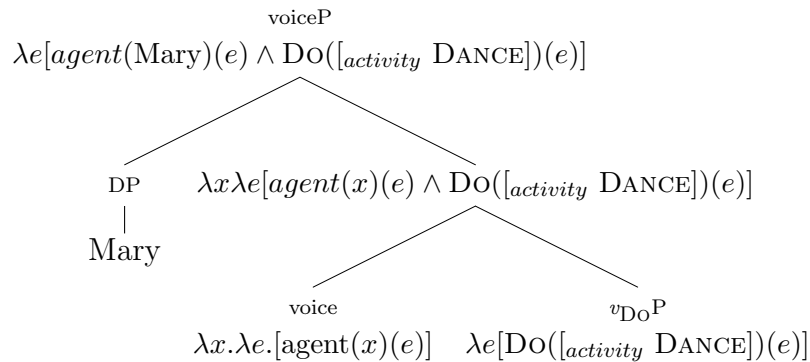 voiceP
λe[agent(Mary)(e) ∧ DO([activity DANCE])(e)]
DP
λxλe[agent(x)(e) ∧ DO([activity DANCE])(e)]
Mary
voice
vDOP
λx.λe.[agent(x)(e)]
λe[DO([activity DANCE])(e)]